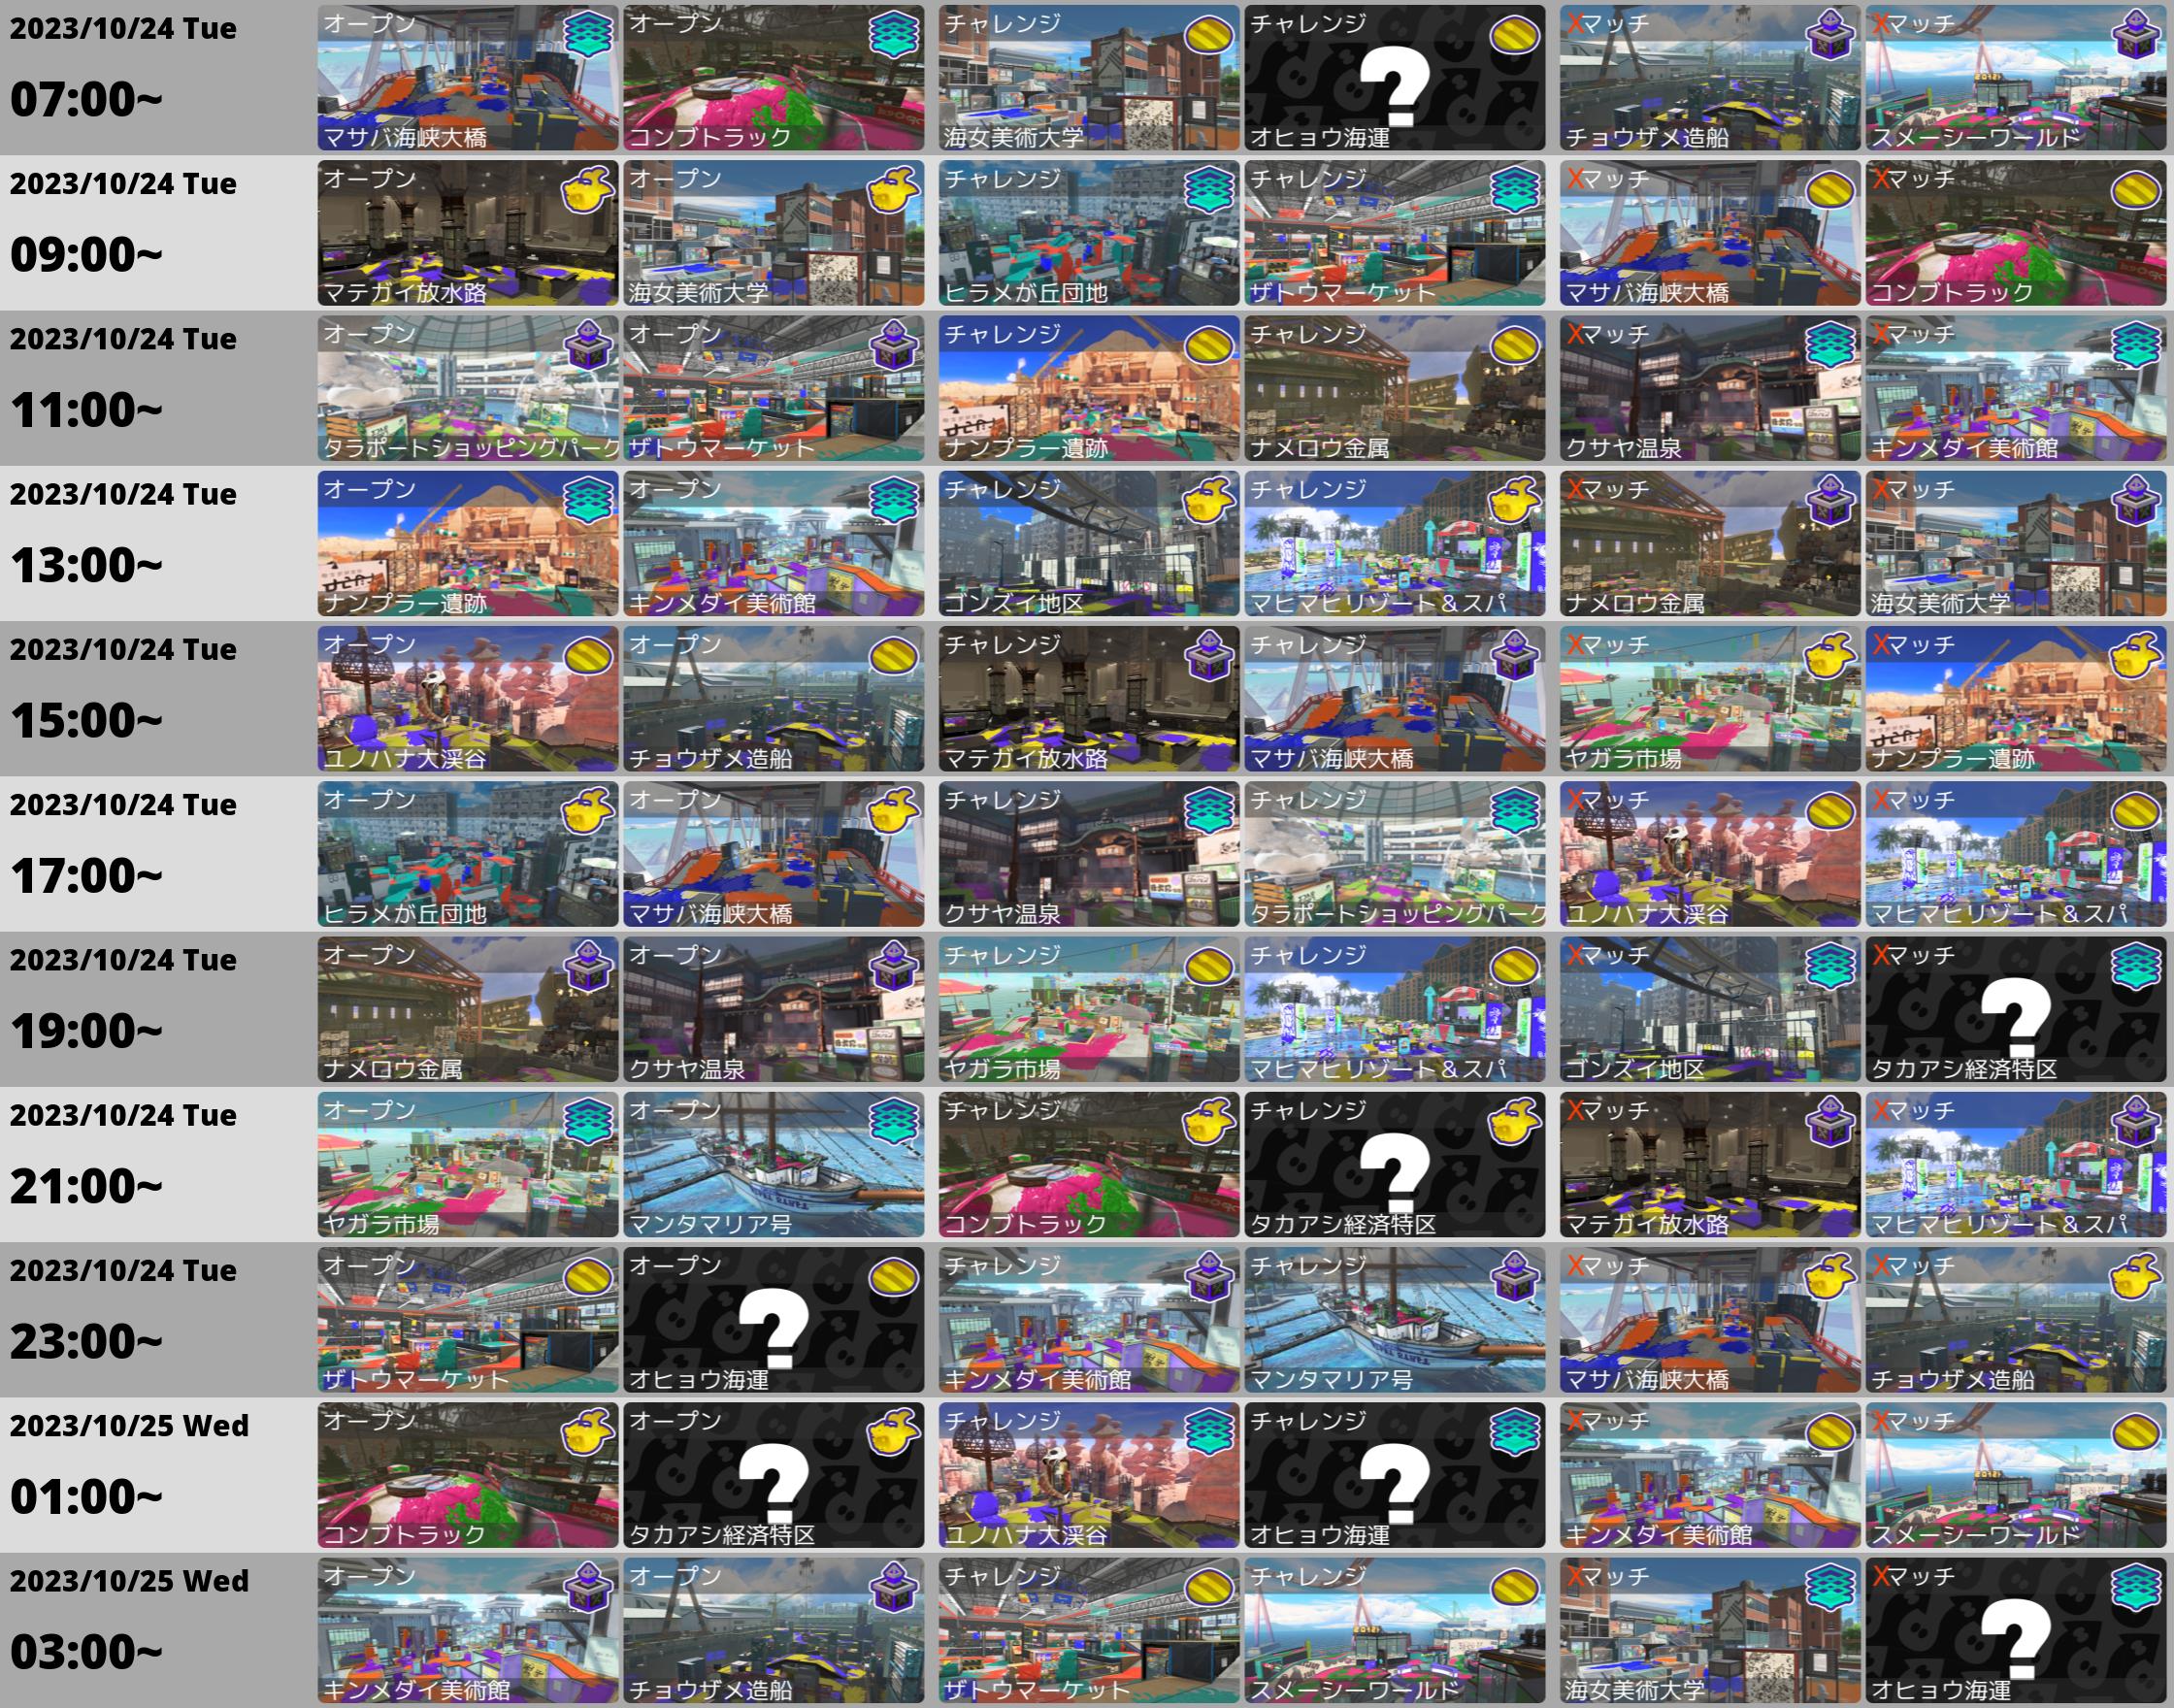 2023/10/24 Tue
07:00~
オープン
マサバ海峡大橋
オープン
コンブトラック
チャレンジ
海女美術大学
チャレンジ
オヒョウ海運
Xマッチ
チョウザメ造船
Xマッチ
スメーシーワールド
2023/10/24 Tue
09:00~
オープン
マテガイ放水路
オープン
海女美術大学
チャレンジ
ヒラメが丘団地
チャレンジ
ザトウマーケット
Xマッチ
マサバ海峡大橋
Xマッチ
コンブトラック
2023/10/24 Tue
11:00~
オープン
タラポートショッピングパーク
オープン
ザトウマーケット
チャレンジ
ナンプラー遺跡
チャレンジ
ナメロウ金属
Xマッチ
クサヤ温泉
Xマッチ
キンメダイ美術館
2023/10/24 Tue
13:00~
オープン
ナンプラー遺跡
オープン
キンメダイ美術館
チャレンジ
ゴンズイ地区
チャレンジ
マヒマヒリゾート＆スパ
Xマッチ
ナメロウ金属
Xマッチ
海女美術大学
2023/10/24 Tue
15:00~
オープン
ユノハナ大渓谷
オープン
チョウザメ造船
チャレンジ
マテガイ放水路
チャレンジ
マサバ海峡大橋
Xマッチ
ヤガラ市場
Xマッチ
ナンプラー遺跡
2023/10/24 Tue
17:00~
オープン
ヒラメが丘団地
オープン
マサバ海峡大橋
チャレンジ
クサヤ温泉
チャレンジ
タラポートショッピングパーク
Xマッチ
ユノハナ大渓谷
Xマッチ
マヒマヒリゾート＆スパ
2023/10/24 Tue
19:00~
オープン
ナメロウ金属
オープン
クサヤ温泉
チャレンジ
ヤガラ市場
チャレンジ
マヒマヒリゾート＆スパ
Xマッチ
ゴンズイ地区
Xマッチ
タカアシ経済特区
2023/10/24 Tue
21:00~
オープン
ヤガラ市場
オープン
マンタマリア号
チャレンジ
コンブトラック
チャレンジ
タカアシ経済特区
Xマッチ
マテガイ放水路
Xマッチ
マヒマヒリゾート＆スパ
2023/10/24 Tue
23:00~
オープン
ザトウマーケット
オープン
オヒョウ海運
チャレンジ
キンメダイ美術館
チャレンジ
マンタマリア号
Xマッチ
マサバ海峡大橋
Xマッチ
チョウザメ造船
2023/10/25 Wed
01:00~
オープン
コンブトラック
オープン
タカアシ経済特区
チャレンジ
ユノハナ大渓谷
チャレンジ
オヒョウ海運
Xマッチ
キンメダイ美術館
Xマッチ
スメーシーワールド
2023/10/25 Wed
03:00~
オープン
キンメダイ美術館
オープン
チョウザメ造船
チャレンジ
ザトウマーケット
チャレンジ
スメーシーワールド
Xマッチ
海女美術大学
Xマッチ
オヒョウ海運